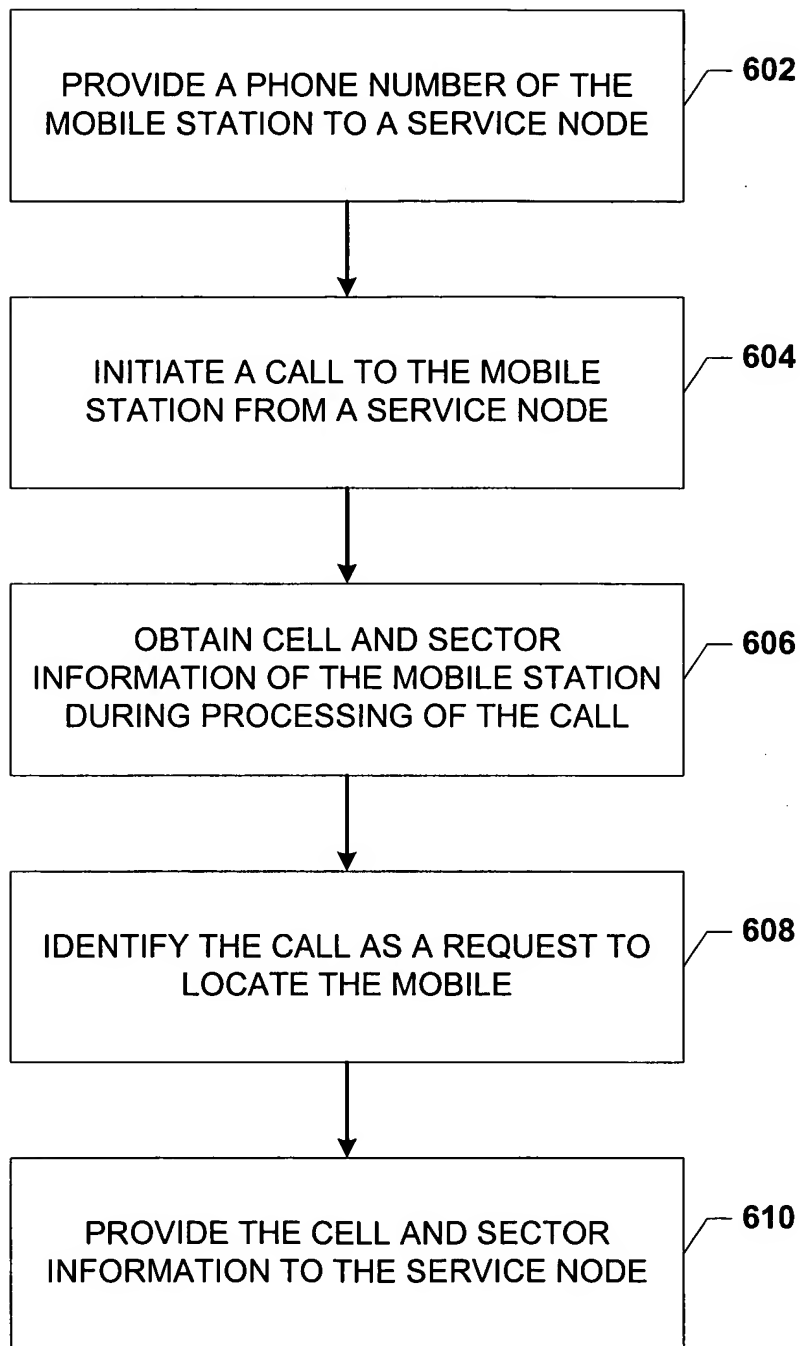 PROVIDE A PHONE NUMBER OF THE
MOBILE STATION TO A SERVICE NODE
602
INITIATE A CALL TO THE MOBILE
STATION FROM A SERVICE NODE
604
OBTAIN CELL AND SECTOR
INFORMATION OF THE MOBILE STATION
DURING PROCESSING OF THE CALL
606
IDENTIFY THE CALL AS A REQUEST TO
LOCATE THE MOBILE
608
PROVIDE THE CELL AND SECTOR
INFORMATION TO THE SERVICE NODE
610